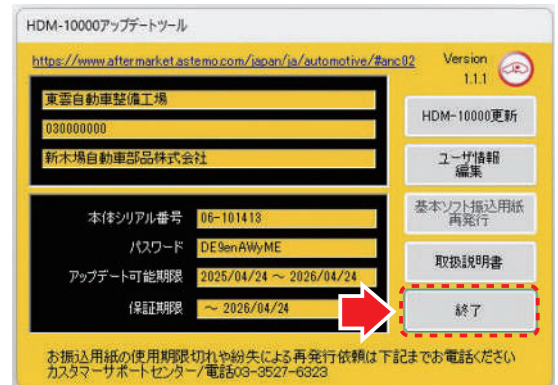 HDM-10000アップデートツール
https://www.aftermarket.astemo.com/japan/ja/automotive/#anc02
Version
1.1.1
東雲自動車整備工場
030000000
新木場自動車部品株式会社
HDM-10000更新
ユーザ情報
編集
基本ソフト振込用紙
再発行
取扱説明書
終了
本体シリアル番号 06-101413
パスワード DE9enAWyME
アップデート可能期限 2025/04/24 ～ 2026/04/24
保証期限 ～ 2026/04/24
お振込用紙の使用期限切れや紛失による再発行依頼は下記までお電話ください
カスタマーサポートセンター/電話03-3527-6323